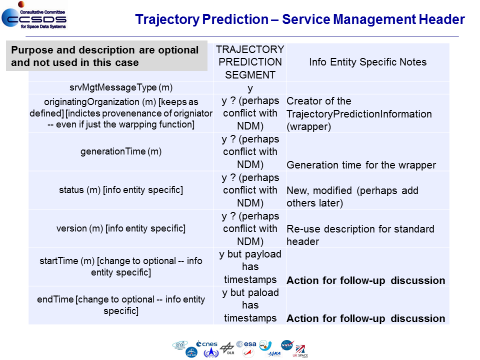 Consultative Committee
CCSDS
for Space Data Systems
Trajectory Prediction – Service Management Header
Purpose and description are optional
and not used in this case
TRAJECTORY
PREDICTION
SEGMENT
Info Entity Specific Notes
srvMgtMessageType (m)
y
originatingOrganization (m) [keeps as
defined] [indictes provenenance of origniator
-- even if just the warpping function]
y ? (perhaps
conflict with
NDM)
Creator of the
TrajectoryPredictionInformation
(wrapper)
generationTime (m)
y ? (perhaps
conflict with
NDM)
Generation time for the wrapper
status (m) [info entity specific]
y ? (perhaps
conflict with
NDM)
New, modified (perhaps add
others later)
version (m) [info entity specific]
y ? (perhaps
conflict with
NDM)
Re-use description for standard
header
startTime (m) [change to optional -- info
entity specific]
y but payload
has
timestamps
Action for follow-up discussion
endTime [change to optional -- info entity
specific]
y but paload
has
timestamps
Action for follow-up discussion
cnes
DLR
esa